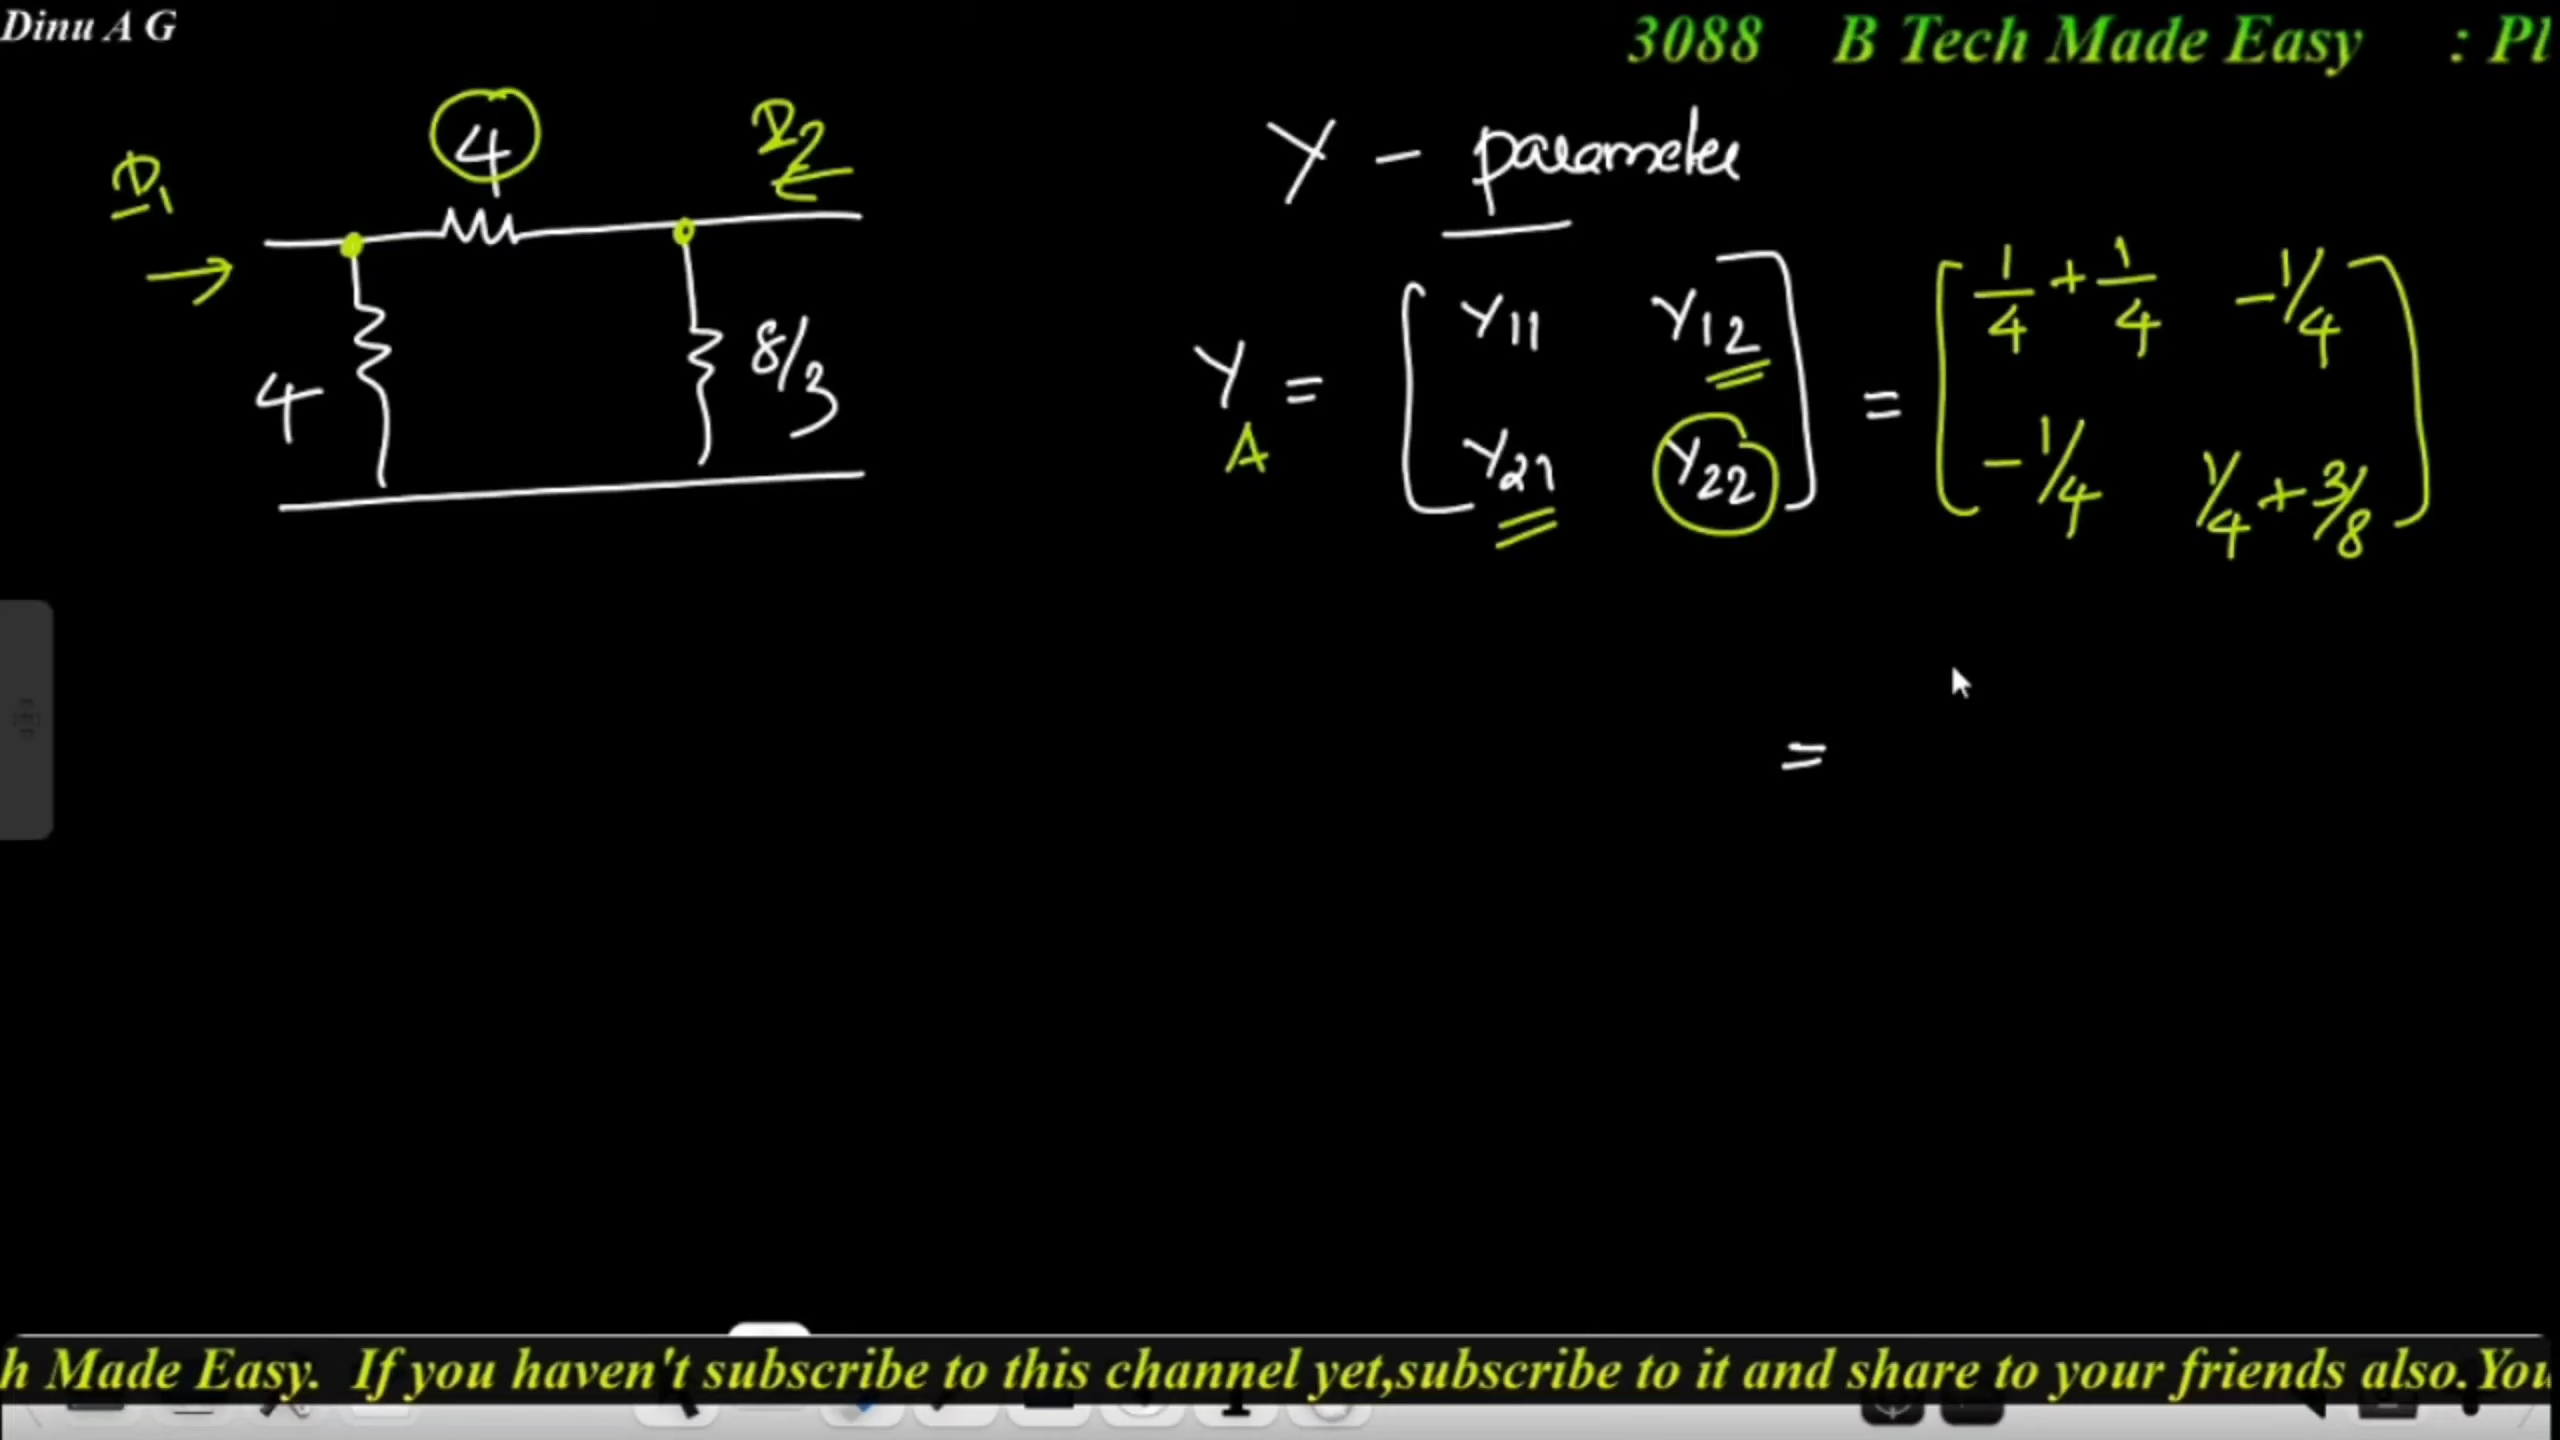 Dinu A G
3088 B Tech Made Easy : Pl
4
I2
I1
4
8/3
Y - parameter
Y A = [ Y11 Y12 Y21 Y22 ] = [ 1/4 + 1/4 -1/4 -1/4 1/4 + 3/8 ]
=
h Made Easy. If you haven't subscribe to this channel yet,subscribe to it and share to your friends also.You